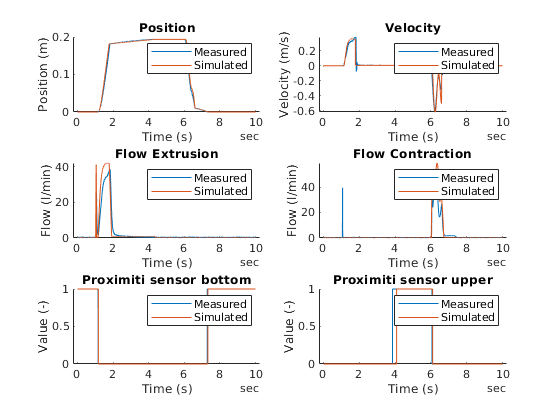 Position
Position (m)
0.2
0.1
0
Measured
Simulated
0 2 4 6 8 10
Time (s)
sec
Velocity
Velocity (m/s)
0.2
0
-0.2
-0.4
-0.6
Measured
Simulated
0 2 4 6 8 10
Time (s)
sec
Flow Extrusion
Flow (l/min)
40
20
0
Measured
Simulated
0 2 4 6 8 10
Time (s)
sec
Flow Contraction
Flow (l/min)
40
20
0
Measured
Simulated
0 2 4 6 8 10
Time (s)
sec
Proximiti sensor bottom
Value (-)
1
0.5
0
Measured
Simulated
0 2 4 6 8 10
Time (s)
sec
Proximiti sensor upper
Value (-)
1
0.5
0
Measured
Simulated
0 2 4 6 8 10
Time (s)
sec